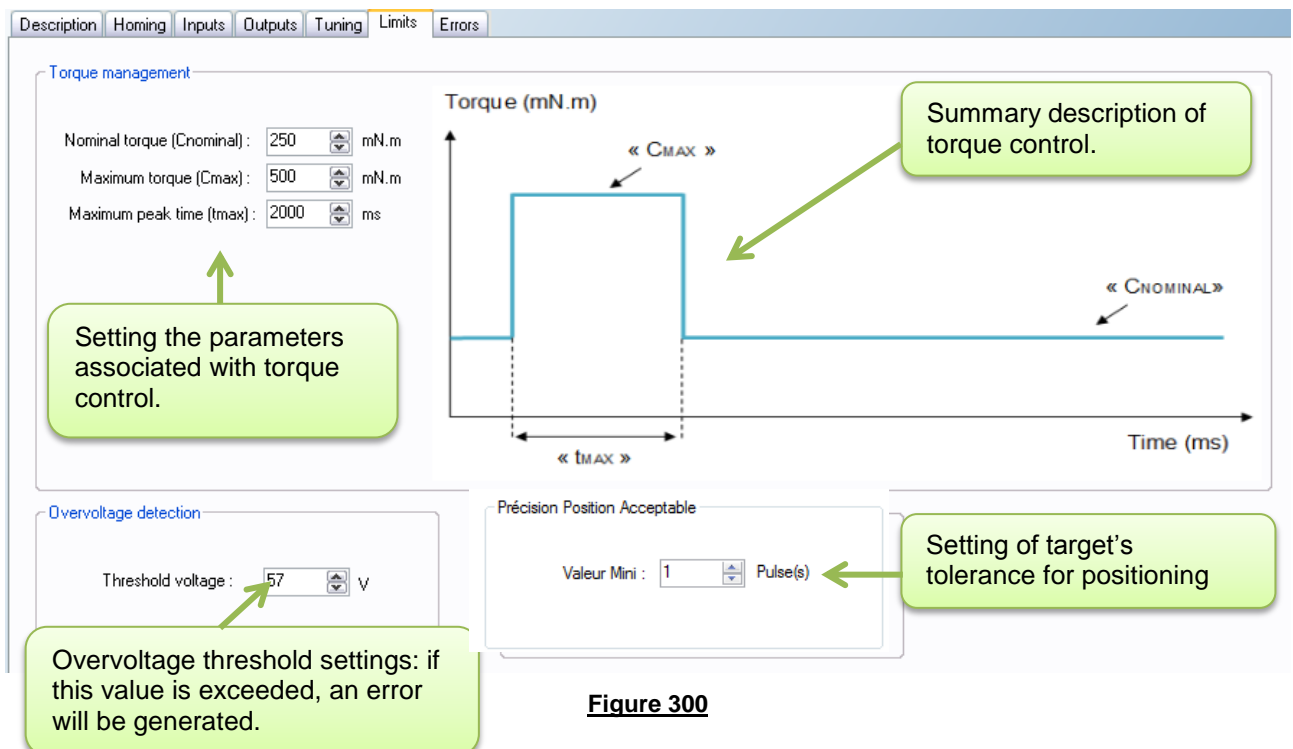 Description Homing Inputs Outputs Tuning Limits Errors
Torque management
Nominal torque (Cnominal) : 250 mN.m
Maximum torque (Cmax) : 500 mN.m
Maximum peak time (tmax) : 2000 ms
Setting the parameters
associated with torque
control.
Torque (mN.m)
« CMAX »
Summary description of
torque control.
« CNOMINAL»
« tMAX »
Time (ms)
Overvoltage detection
Threshold voltage : 57 V
Overvoltage threshold settings: if
this value is exceeded, an error
will be generated.
Précision Position Acceptable
Valeur Mini : 1 Pulse(s)
Setting of target’s
tolerance for positioning
Figure 300